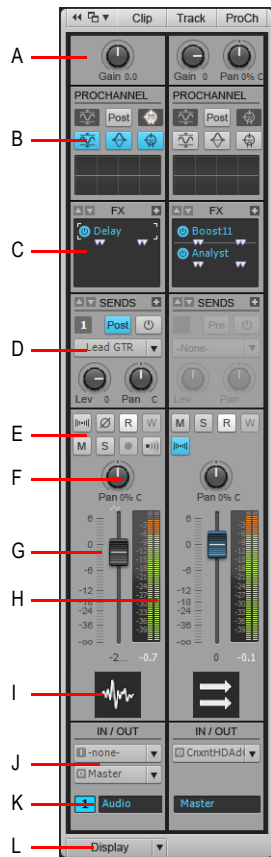 Clip Track ProCh
A
Gain 0.0 Gain 0 Pan 0% C
PROCHANNEL PROCHANNEL
Post Post
B
FX FX
Delay Boost11
C
Analyst
SENDS SENDS
1 Post Pre
D
Lead GTR -None-
Lev 0 Pan C Lev Pan
E
R W M S R W
M S
F
Pan 0% C Pan 0% C
6 6
G
-0 -0
-6 -6
H
-12 -12
-18 -18
-24 -24
-36 -36
-oo -oo
-2... -0.7 0 -0.1
I
IN / OUT IN / OUT
-none- CnxntHDAd
J
Master
K
1 Audio Master
L
Display